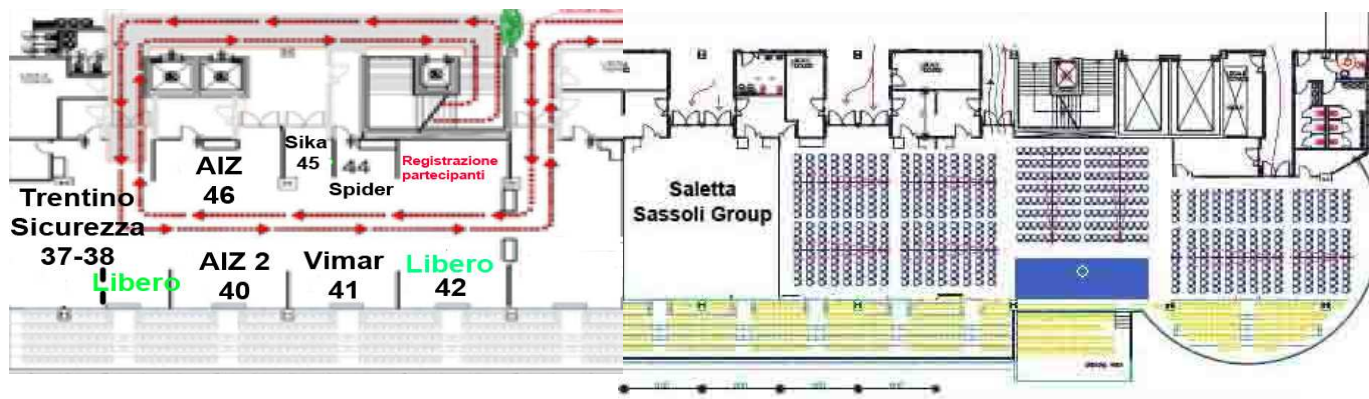 Sika
45
AIZ
46
44
Spider
Registrazione
partecipanti
Trentino
Sicurezza
37-38
Libero
AIZ 2
40
Vimar
41
Libero
42
Saletta
Sassoli Group